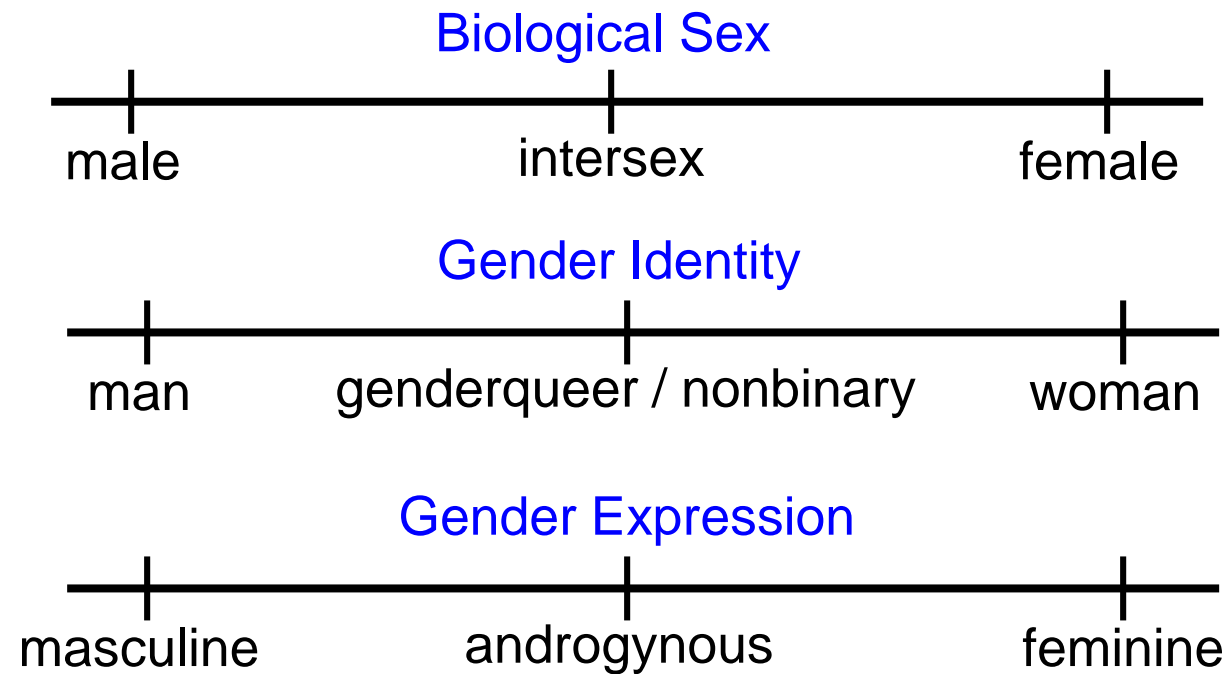 Biological Sex
male intersex female
Gender Identity
man genderqueer / nonbinary woman
Gender Expression
masculine androgynous feminine